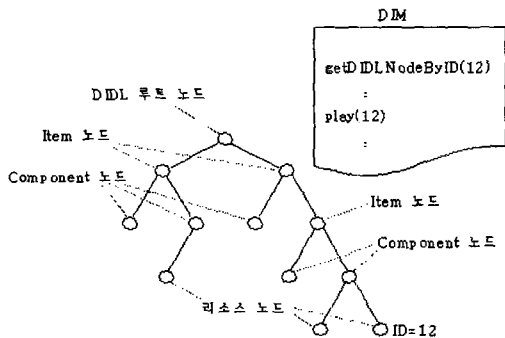 DIM
getDIDLNodeByID(12)
:
play(12)
:
DIDL 루트 노드
Item 노드
Component 노드
Item 노드
Component 노드
리소스 노드
ID=12